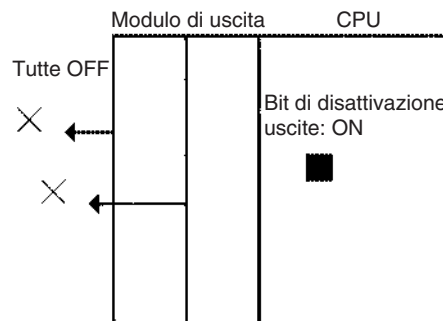 Modulo di uscita
CPU
Tutte OFF
Bit di disattivazione
uscite: ON